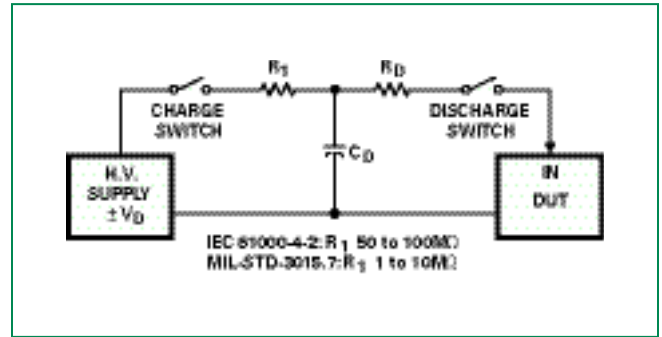 R1
RD
CHARGE
SWITCH
DISCHARGE
SWITCH
CD
H.V.
SUPPLY
± VD
IN
DUT
IEC 61000-4-2: R1 50 to 100MΩ
MIL-STD-3015.7: R1 1 to 10MΩ